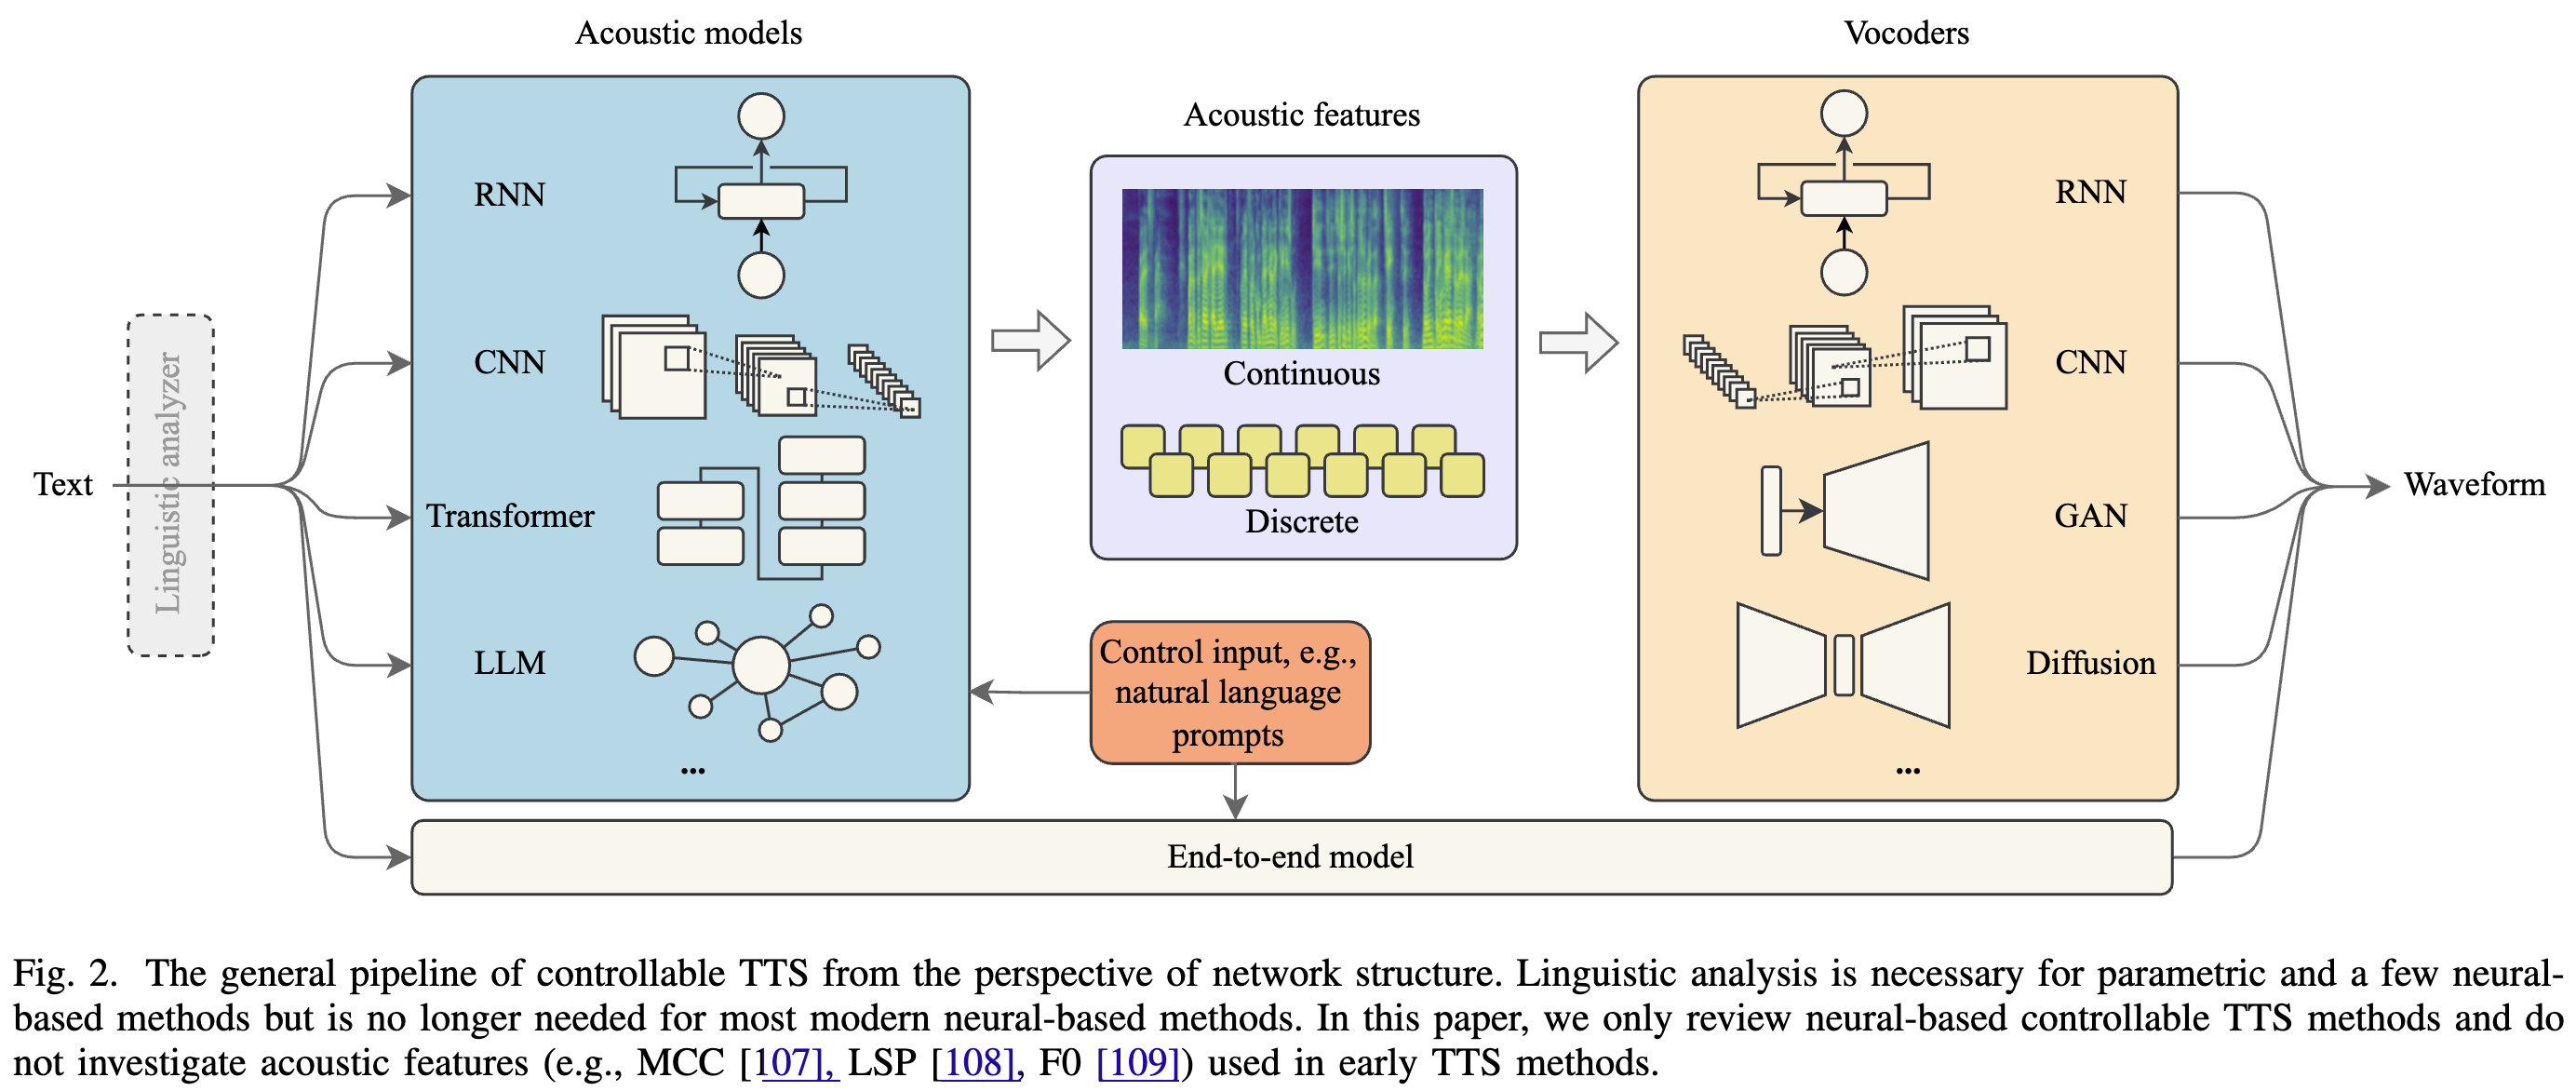 Acoustic models
Vocoders
Acoustic features
RNN
CNN
Transformer
LLM
...
Text
Linguistic analyzer
Continuous
Discrete
Control input, e.g.,
natural language
prompts
RNN
CNN
GAN
Diffusion
...
Waveform
End-to-end model
Fig. 2. The general pipeline of controllable TTS from the perspective of network structure. Linguistic analysis is necessary for parametric and a few neural-
based methods but is no longer needed for most modern neural-based methods. In this paper, we only review neural-based controllable TTS methods and do
not investigate acoustic features (e.g., MCC [107], LSP [108], F0 [109]) used in early TTS methods.